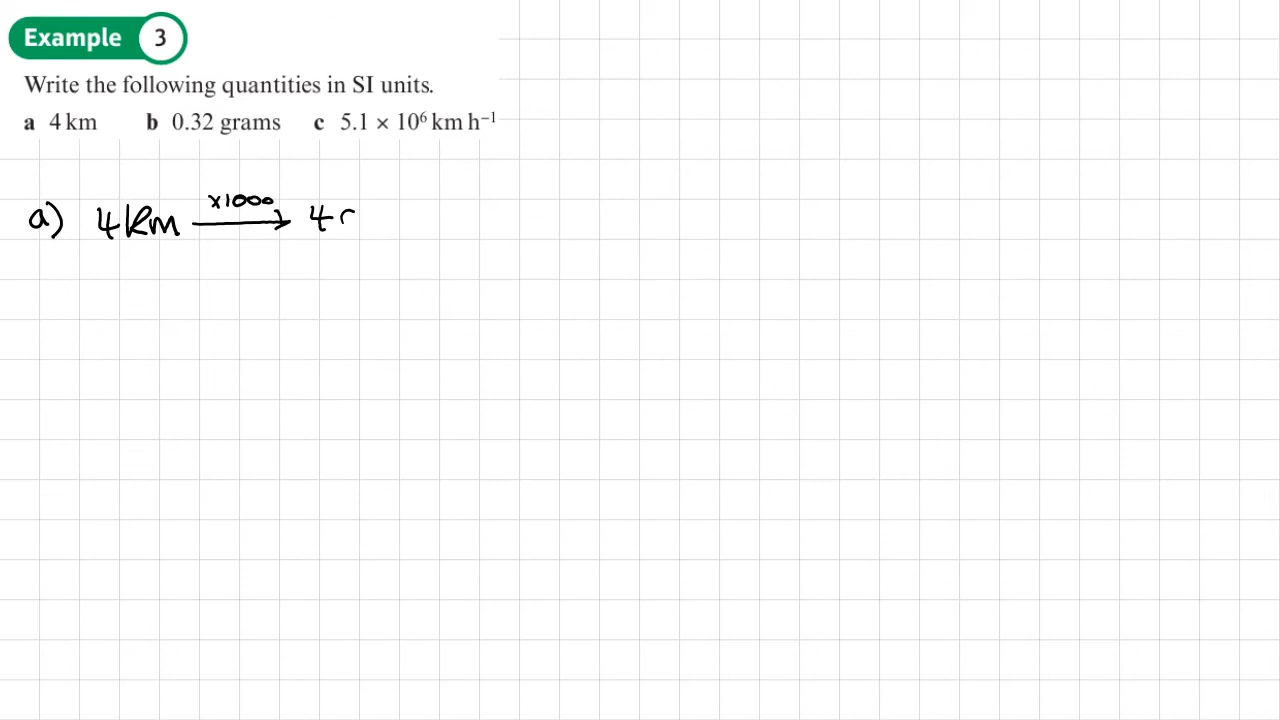 Example 3
Write the following quantities in SI units.
a 4 km b 0.32 grams c 5.1 × 10⁶ km h⁻¹
a) 4km ×1000 → 4